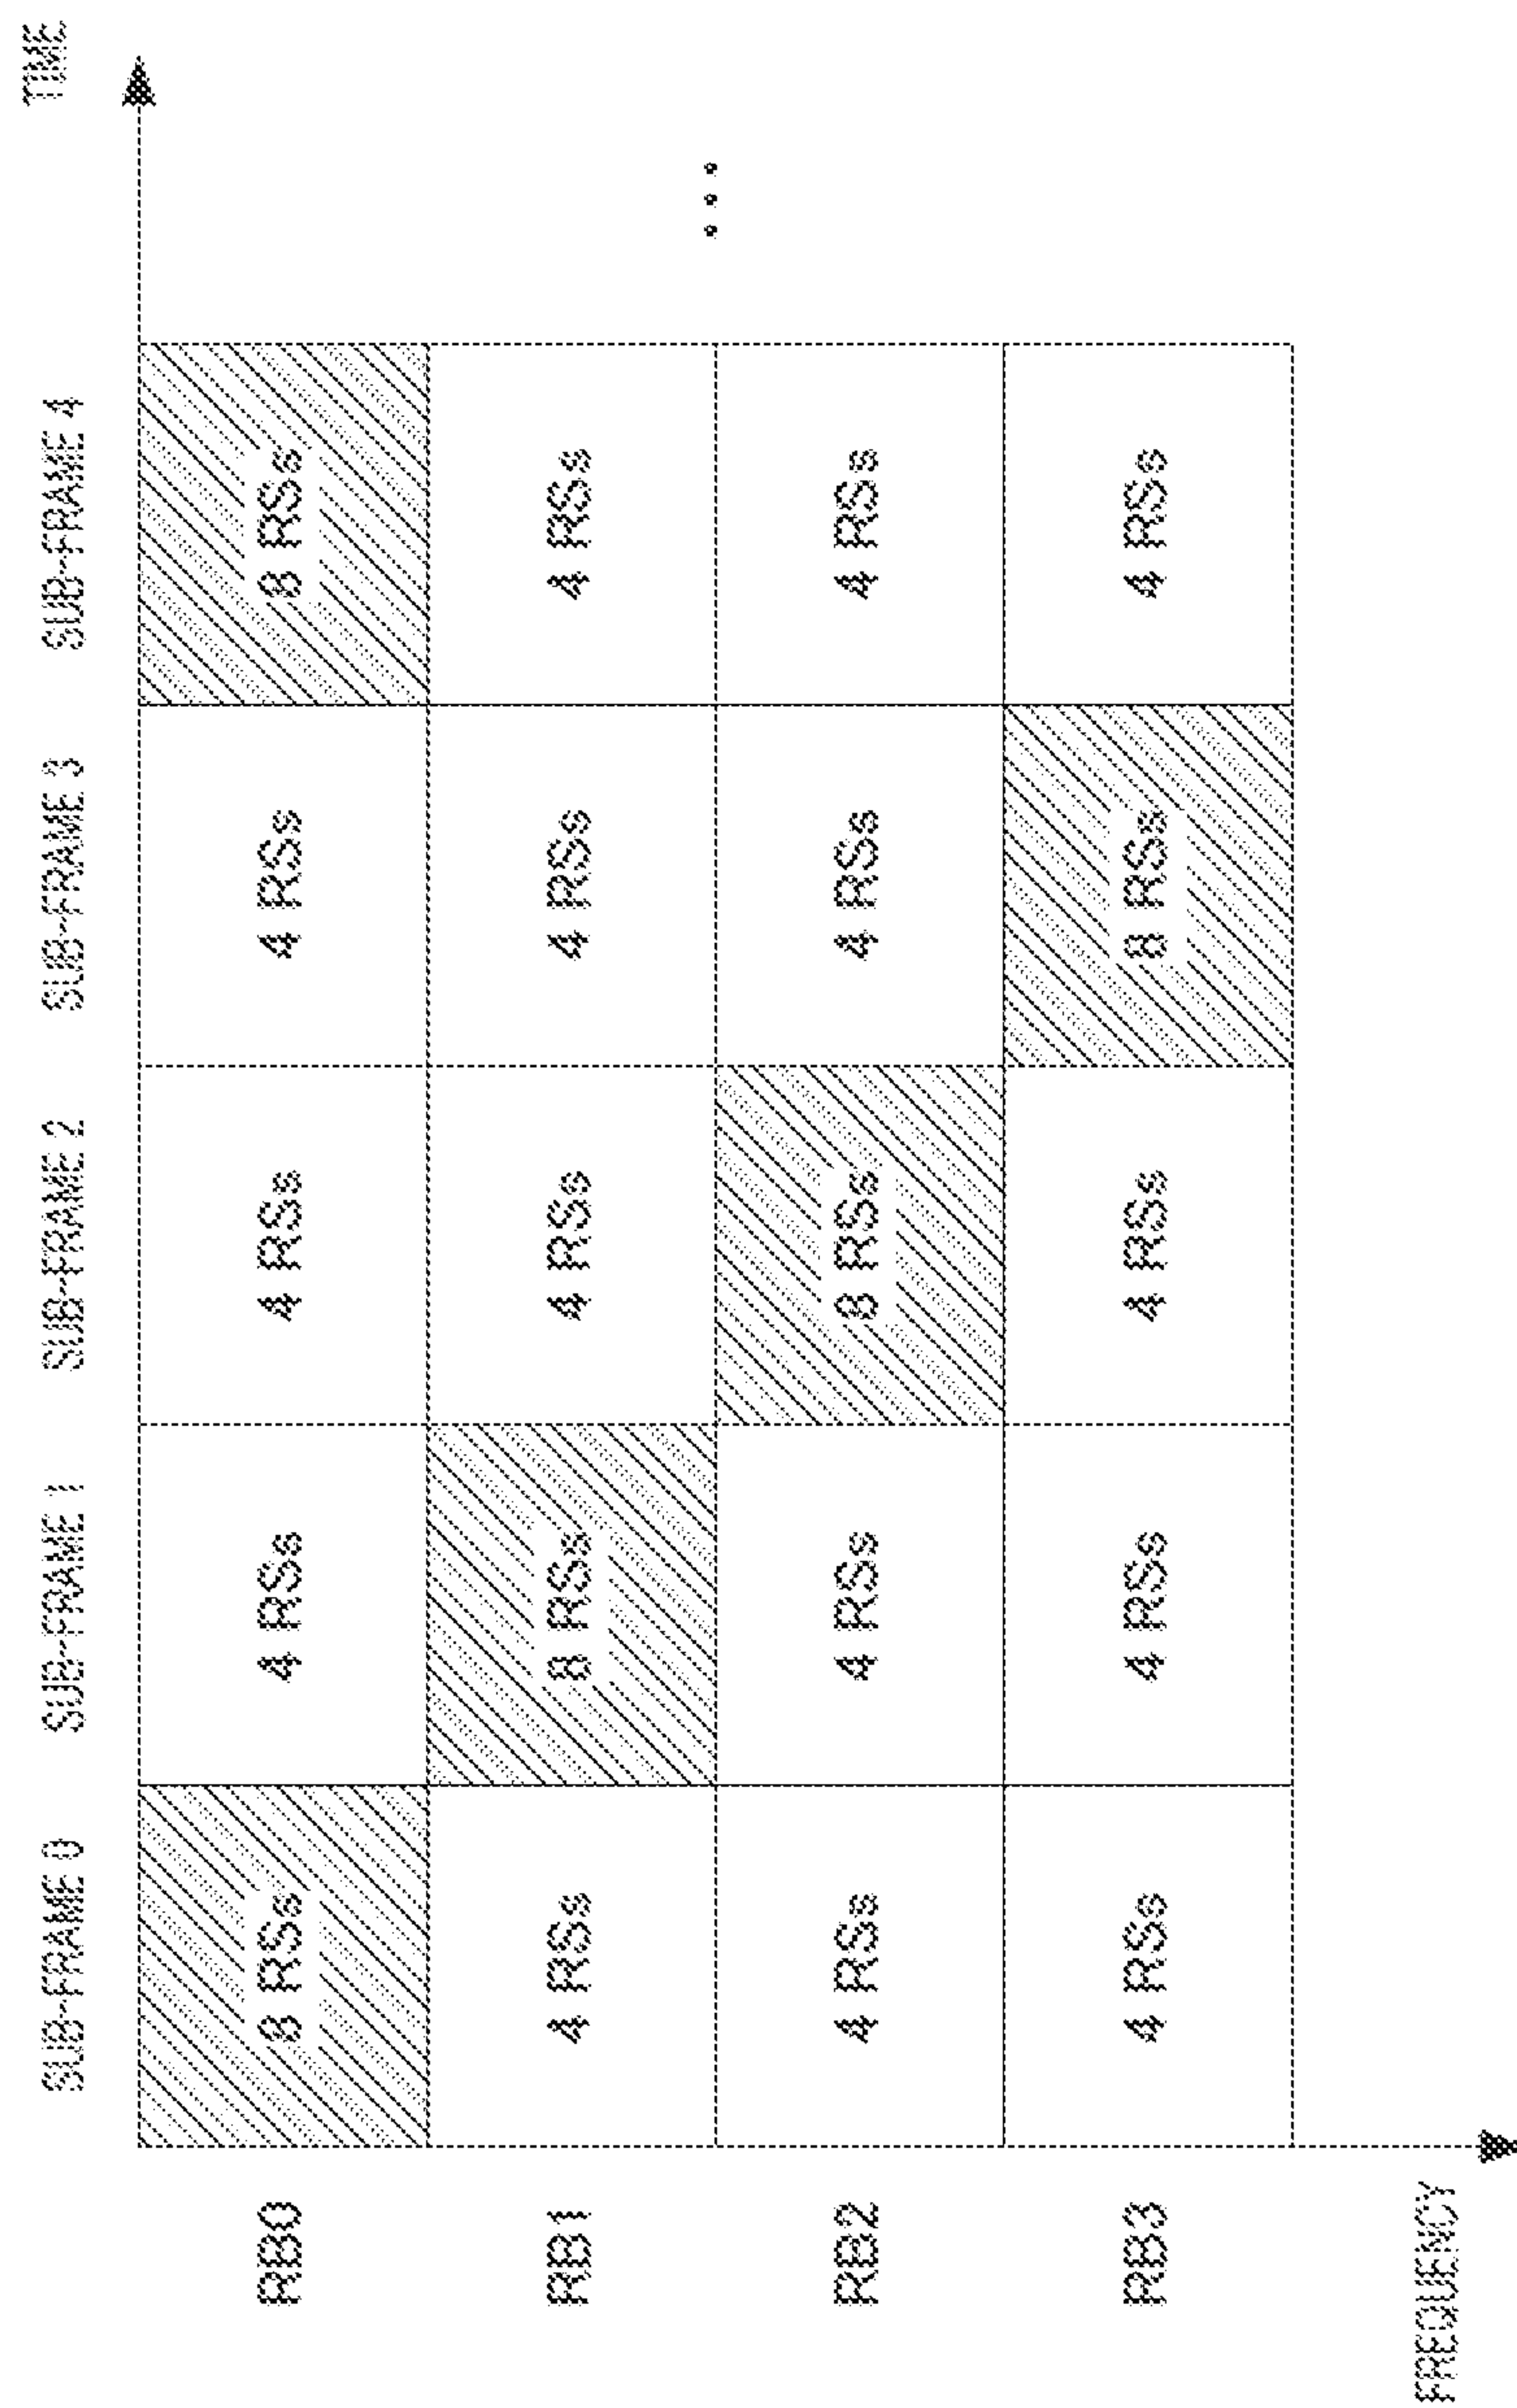 TIME
SUB-FRAME 0 SUB-FRAME 1 SUB-FRAME 2 SUB-FRAME 3 SUB-FRAME 4
RB0 8 RSs 4 RSs 4 RSs 4 RSs 8 RSs
RB1 4 RSs 8 RSs 4 RSs 4 RSs 4 RSs
RB2 4 RSs 4 RSs 8 RSs 4 RSs 4 RSs ...
RB3 4 RSs 4 RSs 4 RSs 8 RSs 4 RSs
FREQUENCY